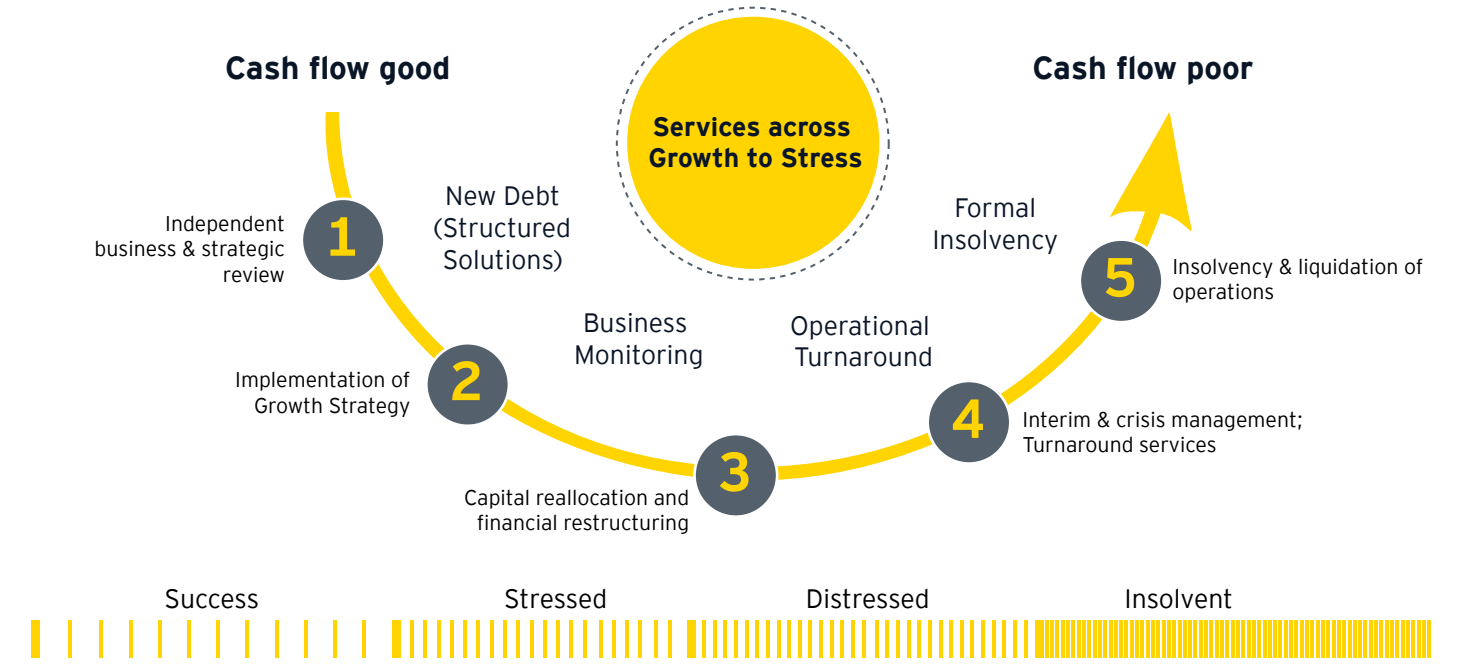 Cash flow good
Services across
Growth to Stress
Cash flow poor
1
Independent
business & strategic
review
New Debt
(Structured
Solutions)
2
Implementation of
Growth Strategy
Business
Monitoring
3
Capital reallocation and
financial restructuring
Operational
Turnaround
4
Interim & crisis management;
Turnaround services
Formal
Insolvency
5
Insolvency & liquidation of
operations
Success
Stressed
Distressed
Insolvent